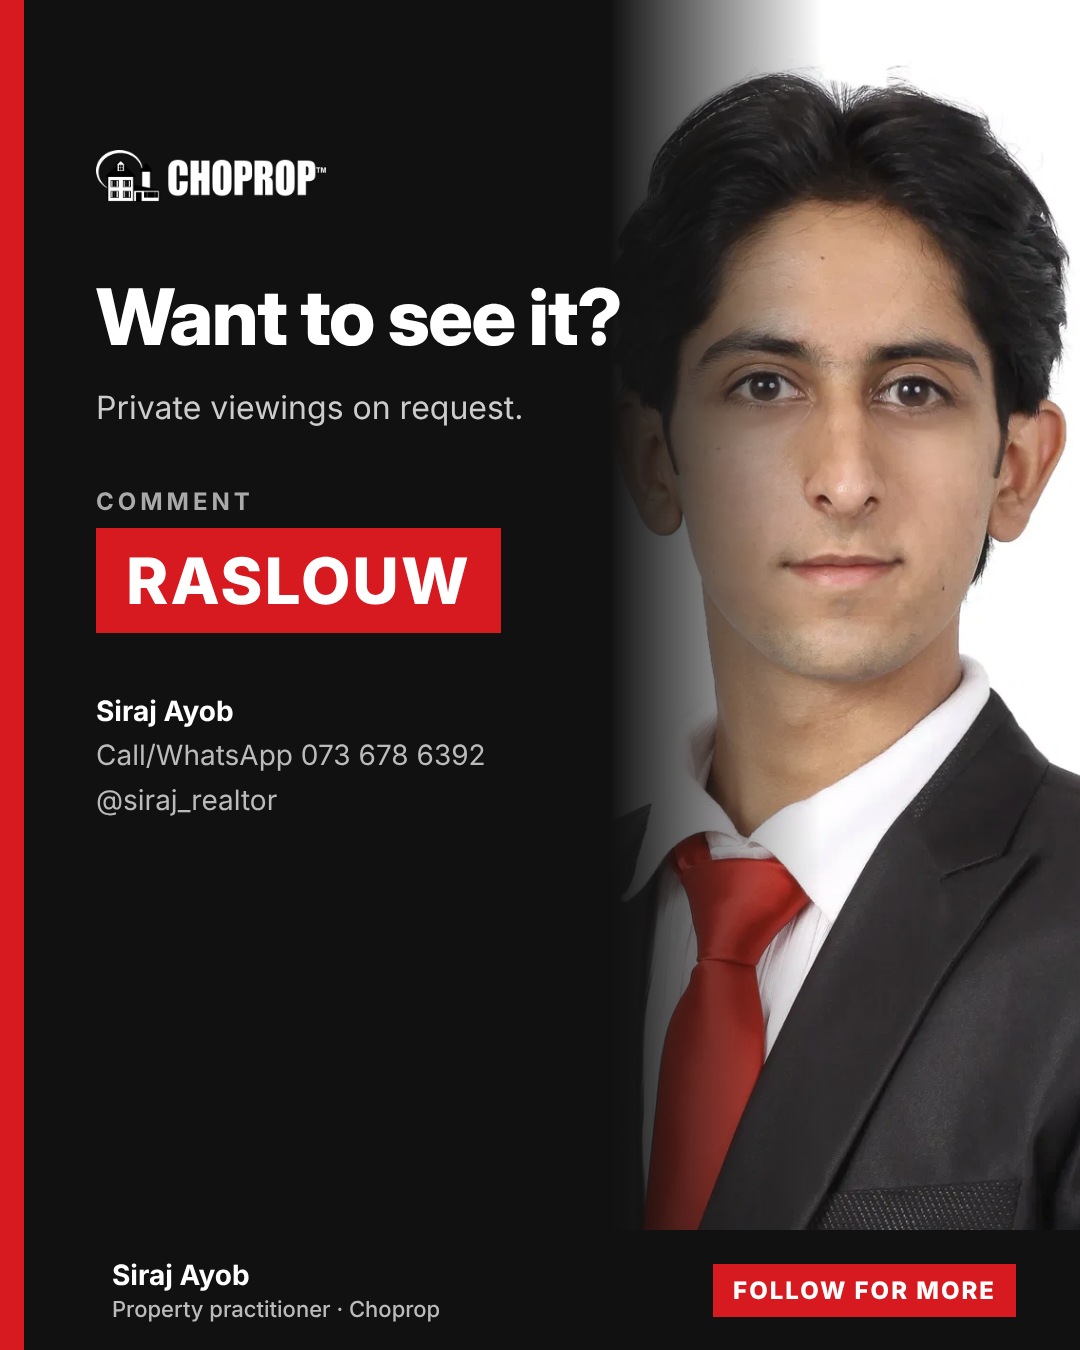 CHOPROP™
Want to see it?
Private viewings on request.
COMMENT
RASLOUW
Siraj Ayob
Call/WhatsApp 073 678 6392
@siraj_realtor
Siraj Ayob
Property practitioner · Choprop
FOLLOW FOR MORE